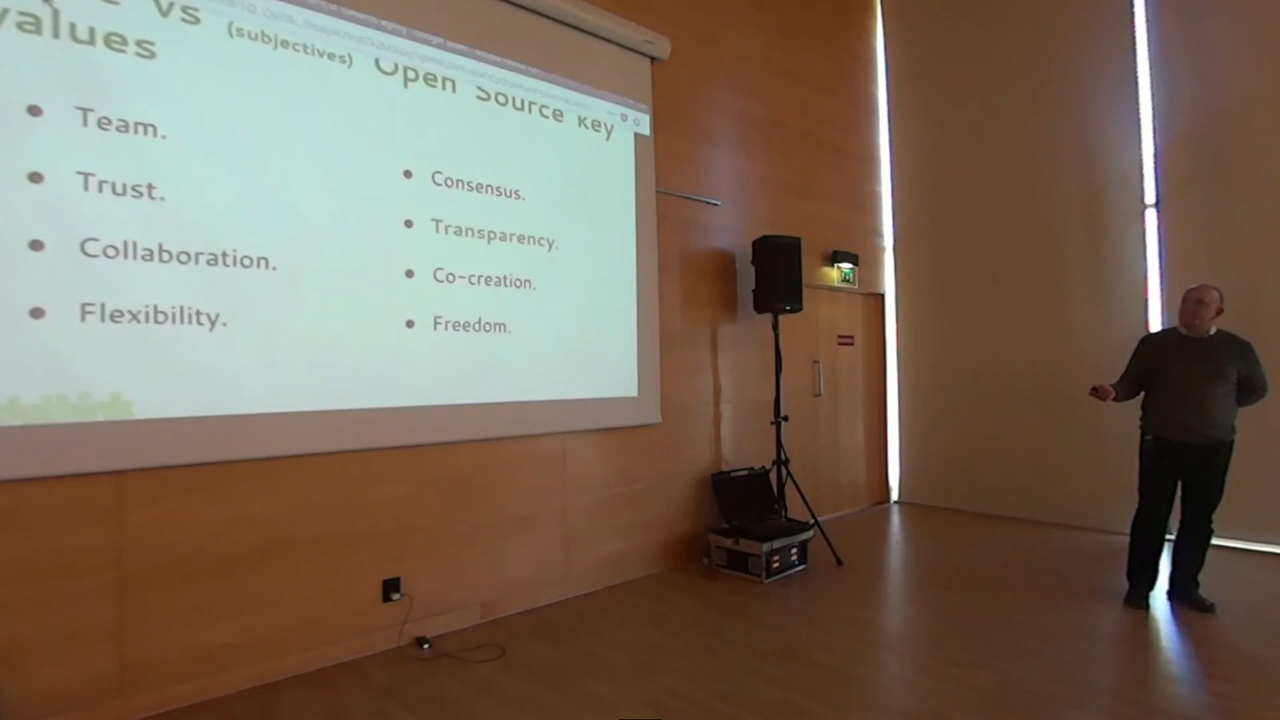 vs (subjectives) Open Source key
values
Team.
Trust.
Collaboration.
Flexibility.
Consensus.
Transparency.
Co-creation.
Freedom.